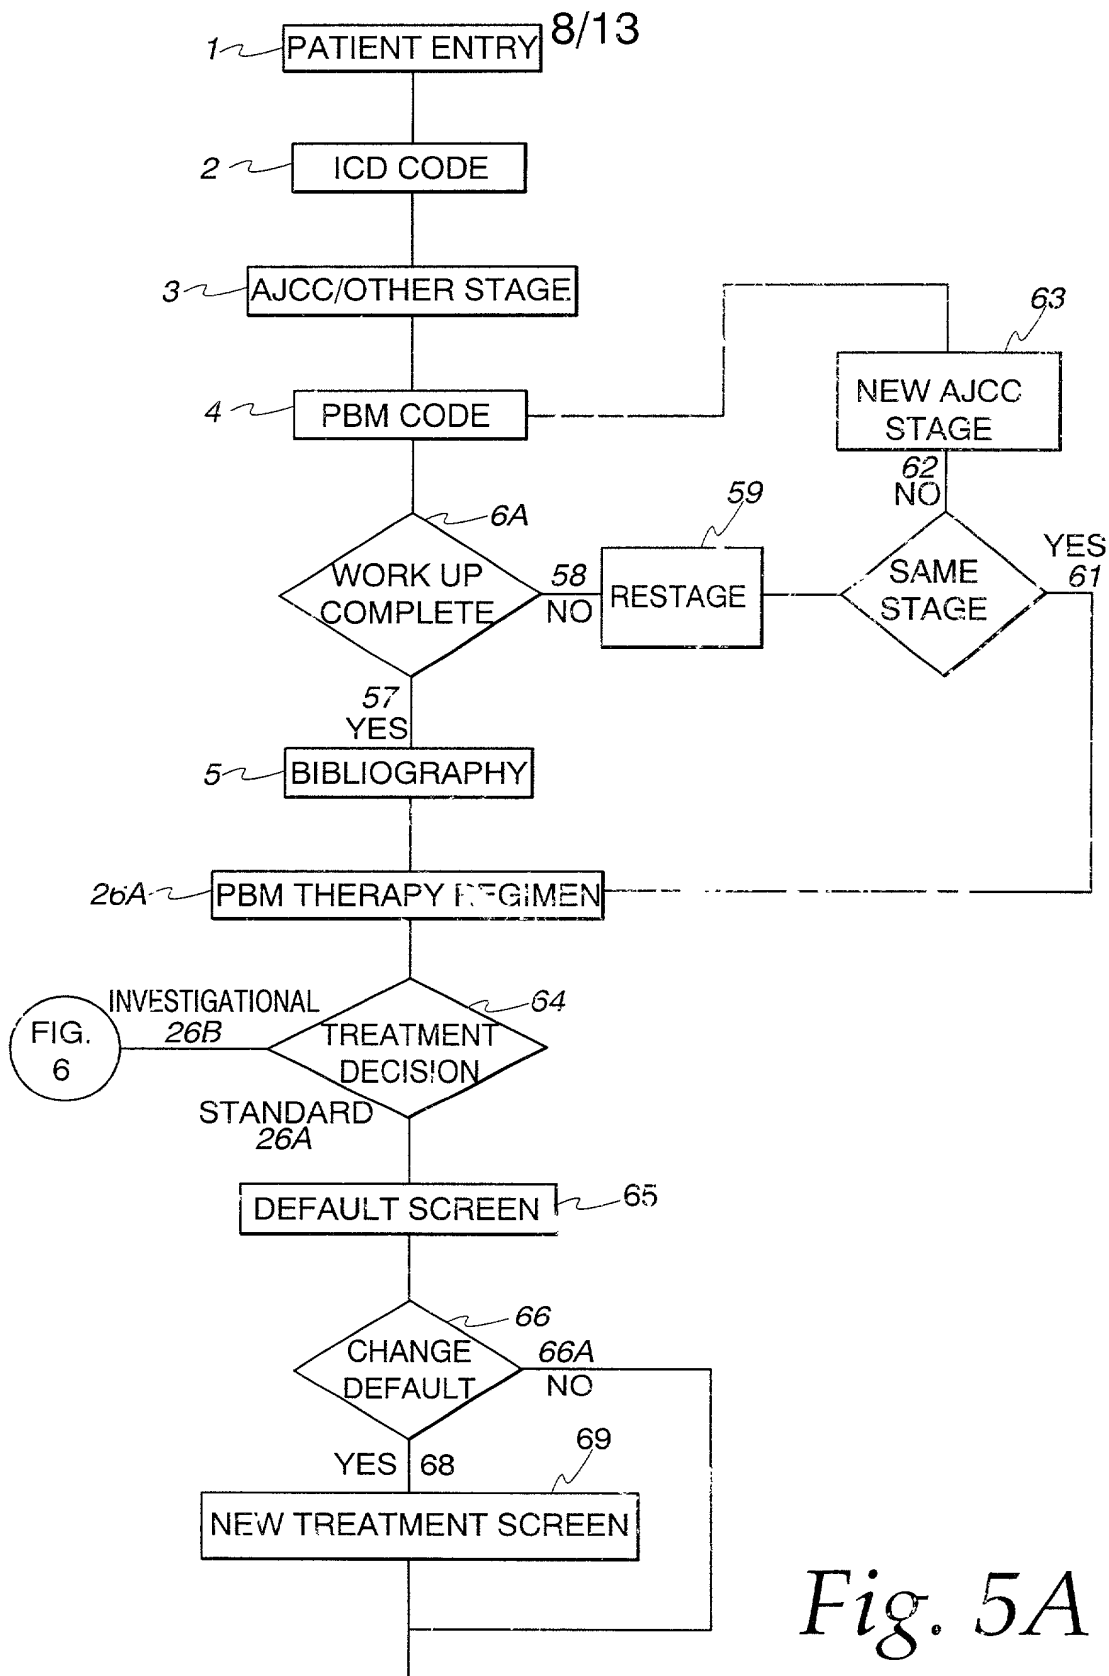 8/13
1 PATIENT ENTRY
2 ICD CODE
3 AJCC/OTHER STAGE
4 PBM CODE
63
NEW AJCC
STAGE
62
NO
6A
WORK UP
COMPLETE
58
NO
59
RESTAGE
SAME
STAGE
YES
61
57
YES
5 BIBLIOGRAPHY
26A PBM THERAPY REGIMEN
64
TREATMENT
DECISION
INVESTIGATIONAL
26B
FIG.
6
STANDARD
26A
DEFAULT SCREEN 65
66
CHANGE
DEFAULT
66A
NO
YES 68
69
NEW TREATMENT SCREEN
Fig. 5A